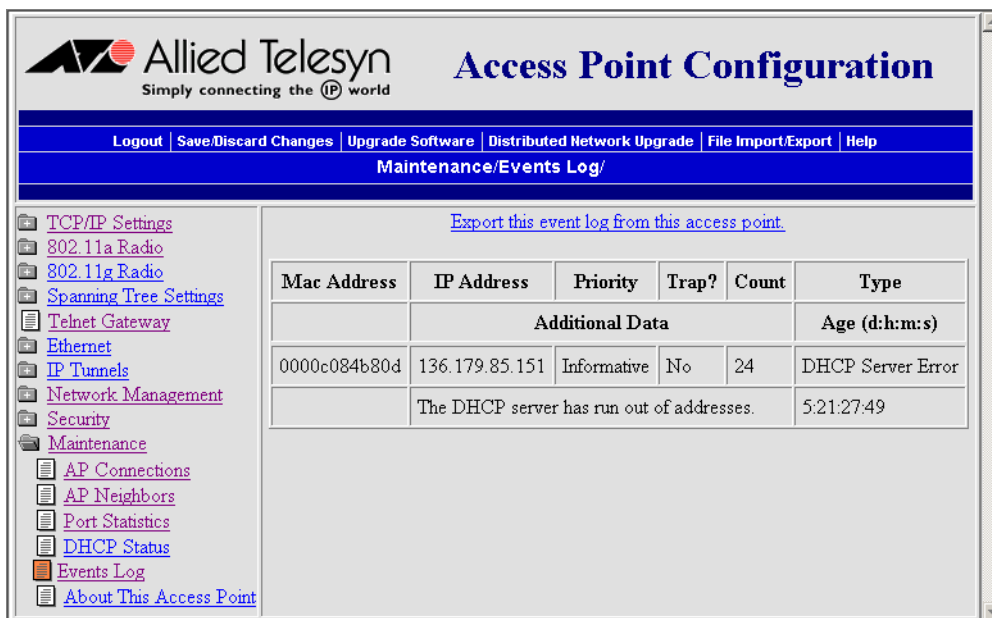 Allied Telesyn
Simply connecting the IP world
Access Point Configuration
Logout | Save/Discard Changes | Upgrade Software | Distributed Network Upgrade | File Import/Export | Help
Maintenance/Events Log/
TCP/IP Settings
802.11a Radio
802.11g Radio
Spanning Tree Settings
Telnet Gateway
Ethernet
IP Tunnels
Network Management
Security
Maintenance
AP Connections
AP Neighbors
Port Statistics
DHCP Status
Events Log
About This Access Point
Export this event log from this access point.
Mac Address IP Address Priority Trap? Count Type
Additional Data Age (d:h:m:s)
0000c084b80d 136.179.85.151 Informative No 24 DHCP Server Error
The DHCP server has run out of addresses. 5:21:27:49